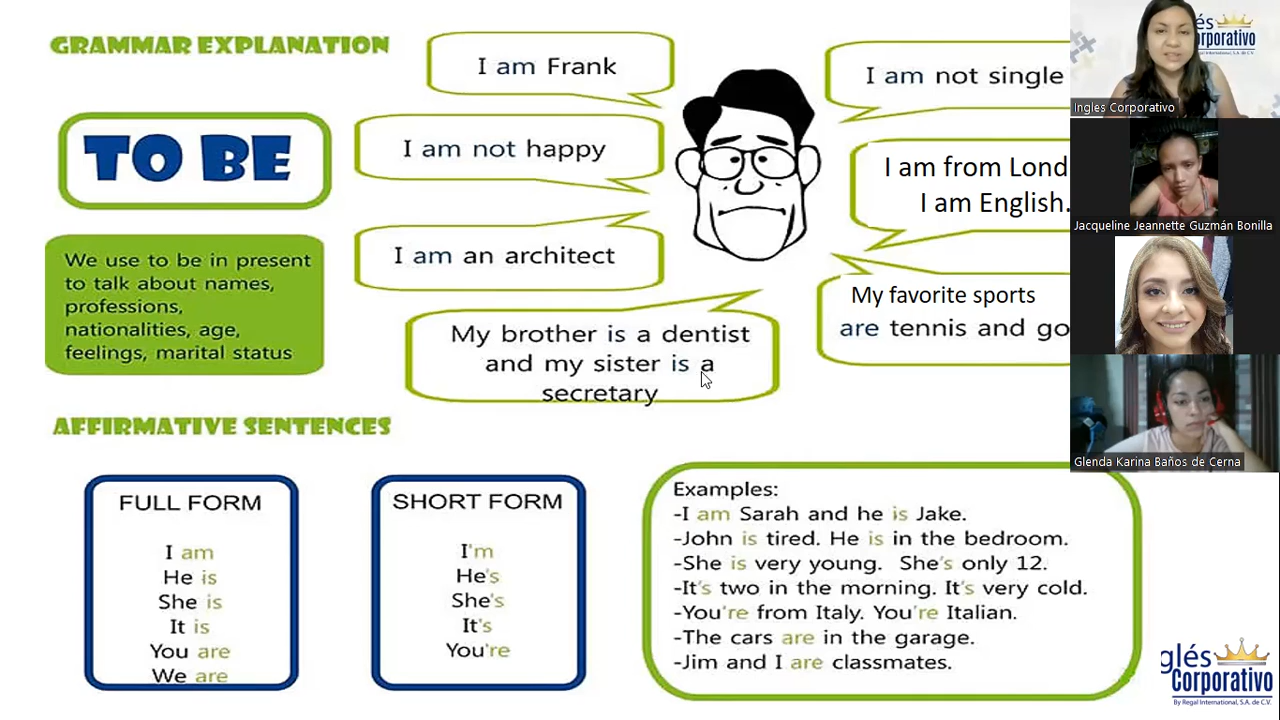 GRAMMAR EXPLANATION
TO BE
We use to be in present
to talk about names,
professions,
nationalities, age,
feelings, marital status
I am Frank
I am not happy
I am an architect
My brother is a dentist
and my sister is a
secretary
I am not single
I am from Lond
I am English.
My favorite sports
are tennis and go
AFFIRMATIVE SENTENCES
FULL FORM
I am
He is
She is
It is
You are
We are
SHORT FORM
I'm
He's
She's
It's
You're
Examples:
-I am Sarah and he is Jake.
-John is tired. He is in the bedroom.
-She is very young. She's only 12.
-It's two in the morning. It's very cold.
-You're from Italy. You're Italian.
-The cars are in the garage.
-Jim and I are classmates.
és
orporativo
Ingles Corporativo
Jacqueline Jeannette Guzmán Bonilla
Glenda Karina Baños de Cerna
glés
Corporativo
By Regal International, S.A. de C.V.